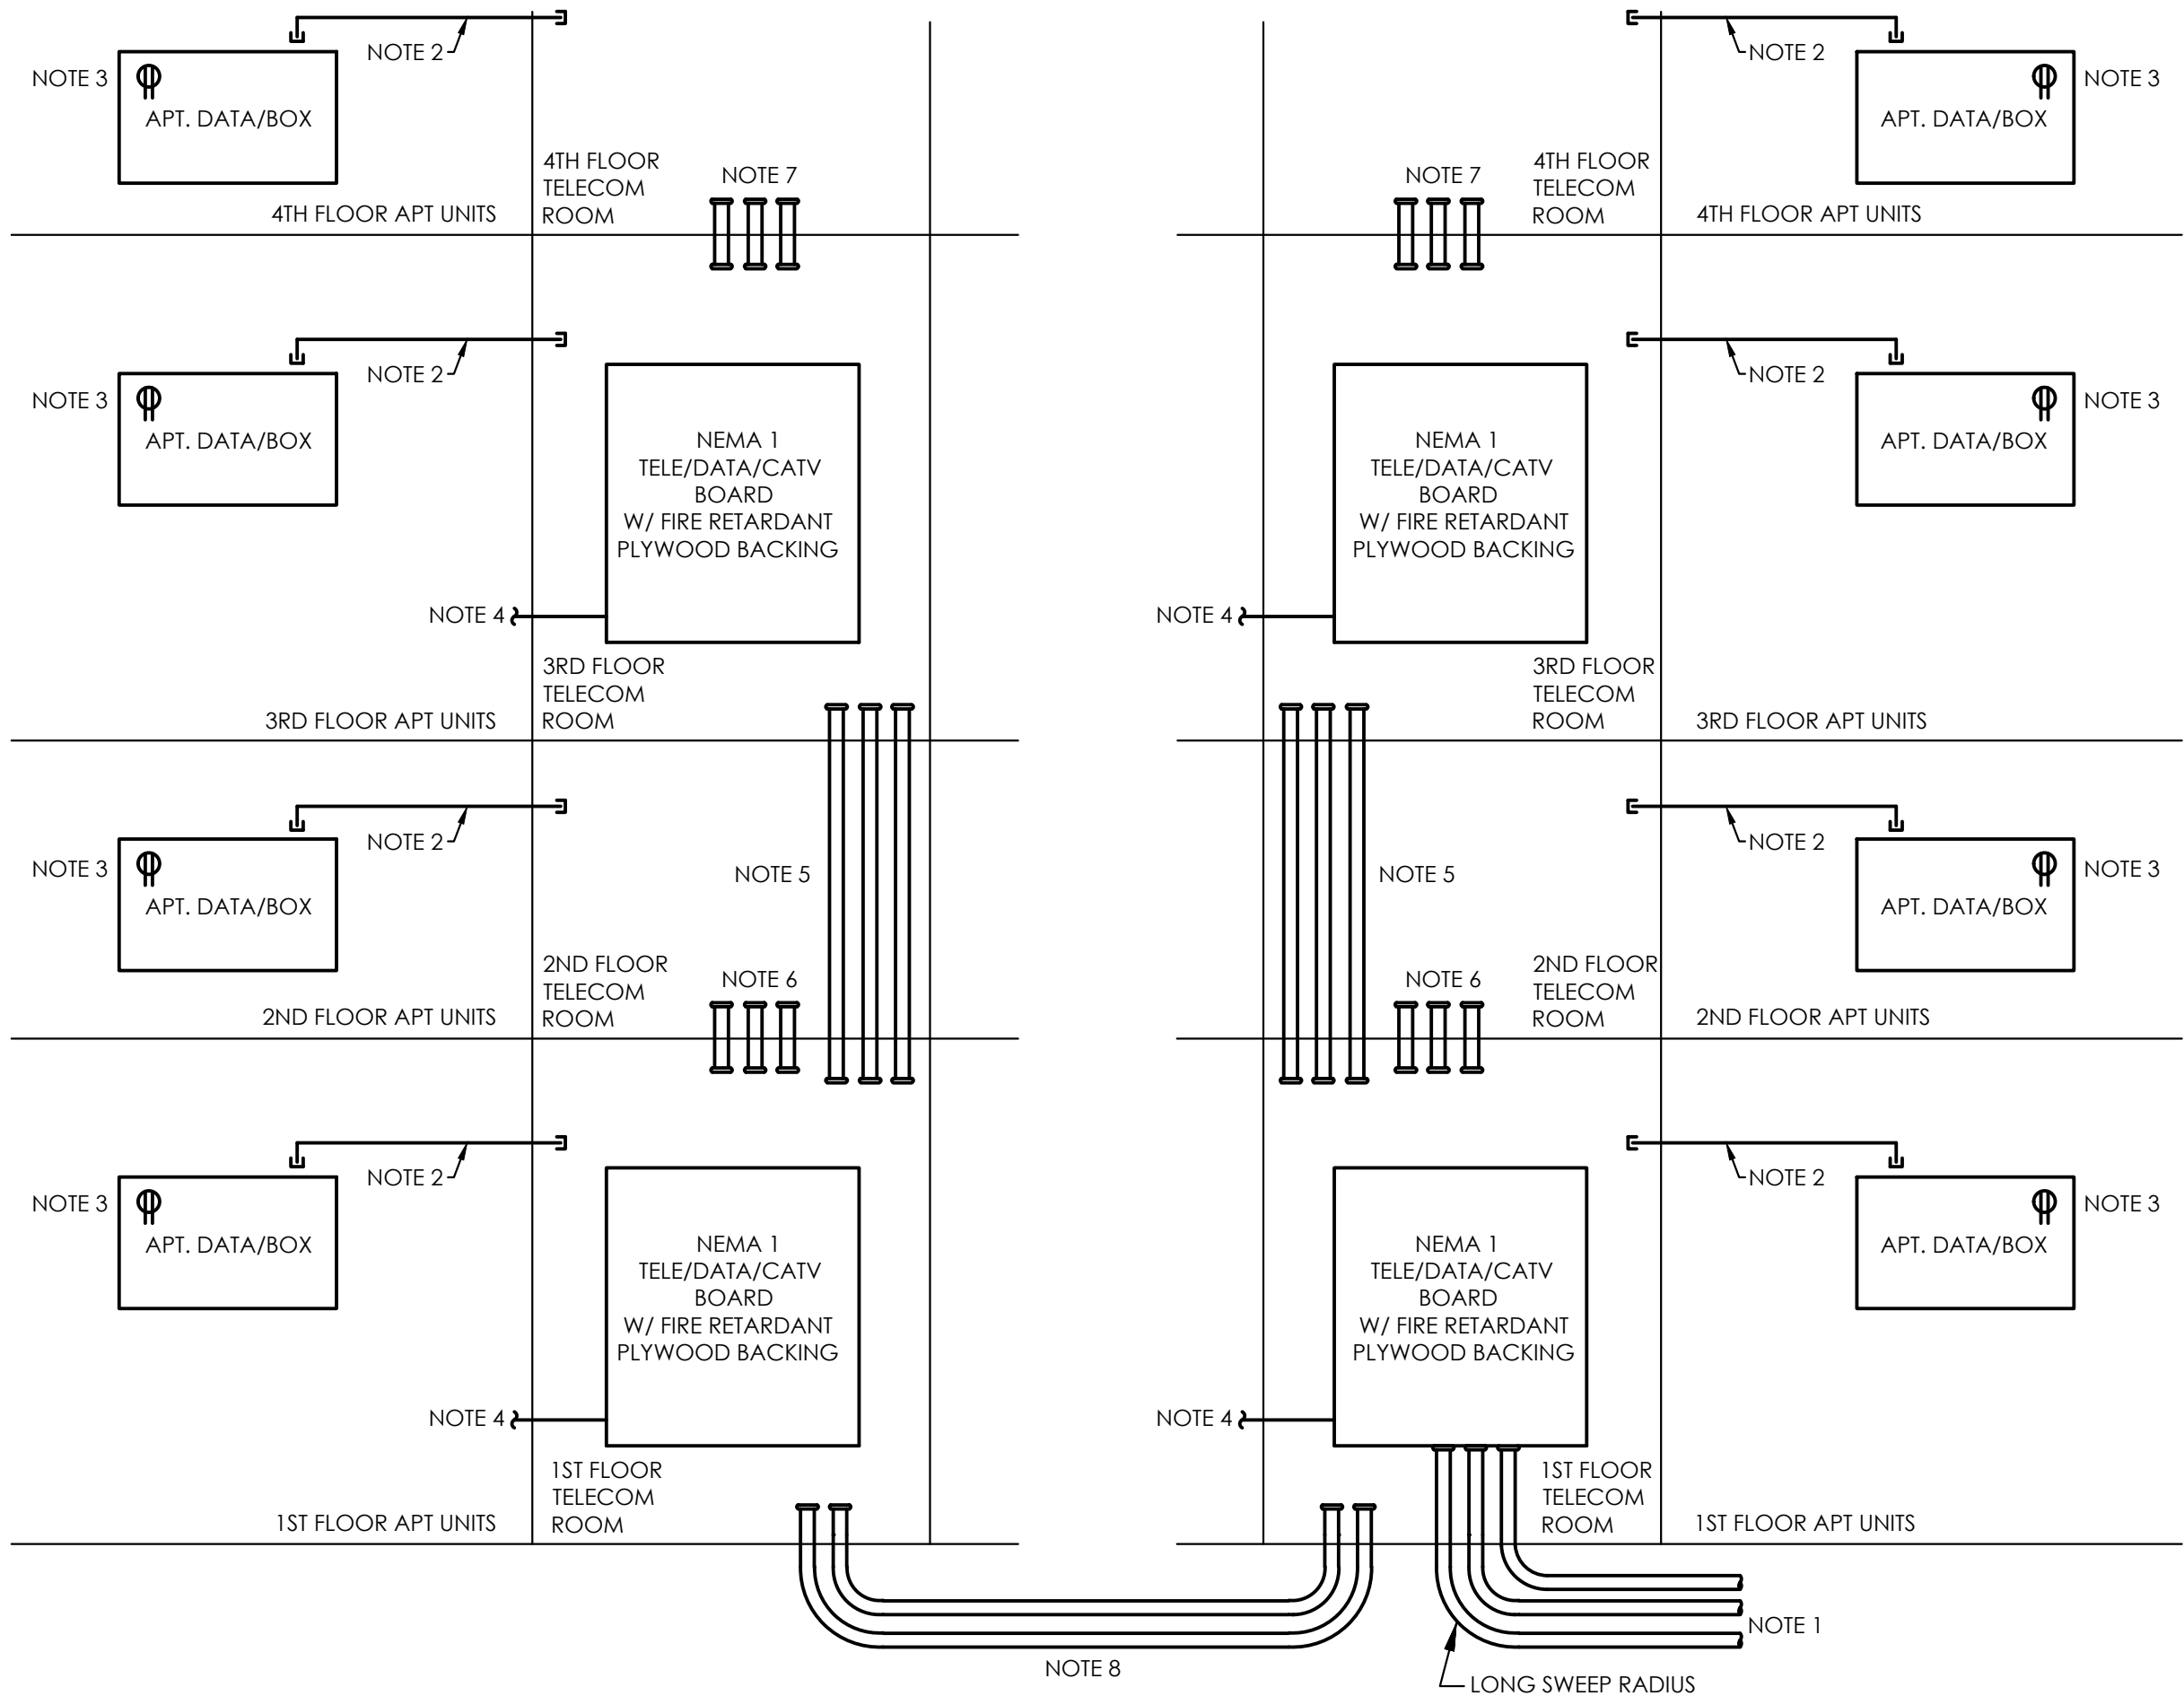 NOTE 2
NOTE 3
APT. DATA/BOX
4TH FLOOR
TELECOM
ROOM
4TH FLOOR APT UNITS
NOTE 7
NOTE 7
4TH FLOOR
TELECOM
ROOM
4TH FLOOR APT UNITS
NOTE 2
NOTE 3
APT. DATA/BOX
NOTE 2
NOTE 3
APT. DATA/BOX
NEMA 1
TELE/DATA/CATV
BOARD
W/ FIRE RETARDANT
PLYWOOD BACKING
NOTE 4
3RD FLOOR
TELECOM
ROOM
3RD FLOOR APT UNITS
NEMA 1
TELE/DATA/CATV
BOARD
W/ FIRE RETARDANT
PLYWOOD BACKING
NOTE 4
3RD FLOOR
TELECOM
ROOM
3RD FLOOR APT UNITS
NOTE 2
NOTE 3
APT. DATA/BOX
NOTE 2
NOTE 3
APT. DATA/BOX
NOTE 5
2ND FLOOR
TELECOM
ROOM
2ND FLOOR APT UNITS
NOTE 6
NOTE 5
NOTE 6
2ND FLOOR
TELECOM
ROOM
2ND FLOOR APT UNITS
NOTE 2
NOTE 3
APT. DATA/BOX
NOTE 2
NOTE 3
APT. DATA/BOX
NEMA 1
TELE/DATA/CATV
BOARD
W/ FIRE RETARDANT
PLYWOOD BACKING
NOTE 4
1ST FLOOR
TELECOM
ROOM
1ST FLOOR APT UNITS
NEMA 1
TELE/DATA/CATV
BOARD
W/ FIRE RETARDANT
PLYWOOD BACKING
NOTE 4
1ST FLOOR
TELECOM
ROOM
1ST FLOOR APT UNITS
NOTE 2
NOTE 3
APT. DATA/BOX
NOTE 8
NOTE 1
LONG SWEEP RADIUS